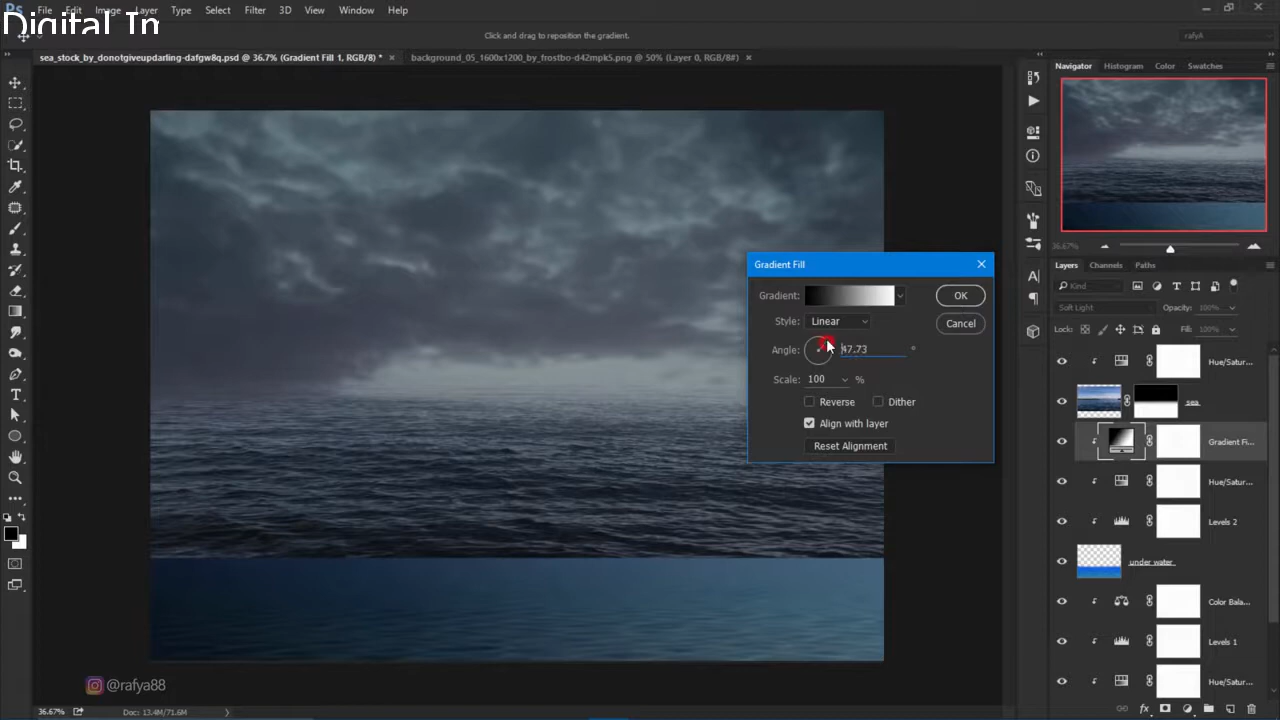 Ps File Edit Image Layer Type Select Filter 3D View Window Help
Digital Im
Click and drag to reposition the gradient.
rafyA
sea_stock_by_donotgiveupdarling-dafgw8q.psd @ 36.7% (Gradient Fill 1, RGB/8) *
background_05_1600x1200_by_frostbo-d42mpk5.png @ 50% (Layer 0, RGB/8#)
Navigator Histogram Color Swatches
36.67%
Layers Channels Paths
Kind
Soft Light Opacity: 100%
Lock: Fill: 100%
Hue/Satur...
sea
Gradient Fi...
Hue/Satur...
Levels 2
under water
Color Bala...
Levels 1
Hue/Satur...
Gradient Fill
Gradient:
OK
Style: Linear
Cancel
Angle: 47.73 °
Scale: 100 %
Reverse Dither
Align with layer
Reset Alignment
@rafya88
36.67% Doc: 13.4M/71.6M
fx